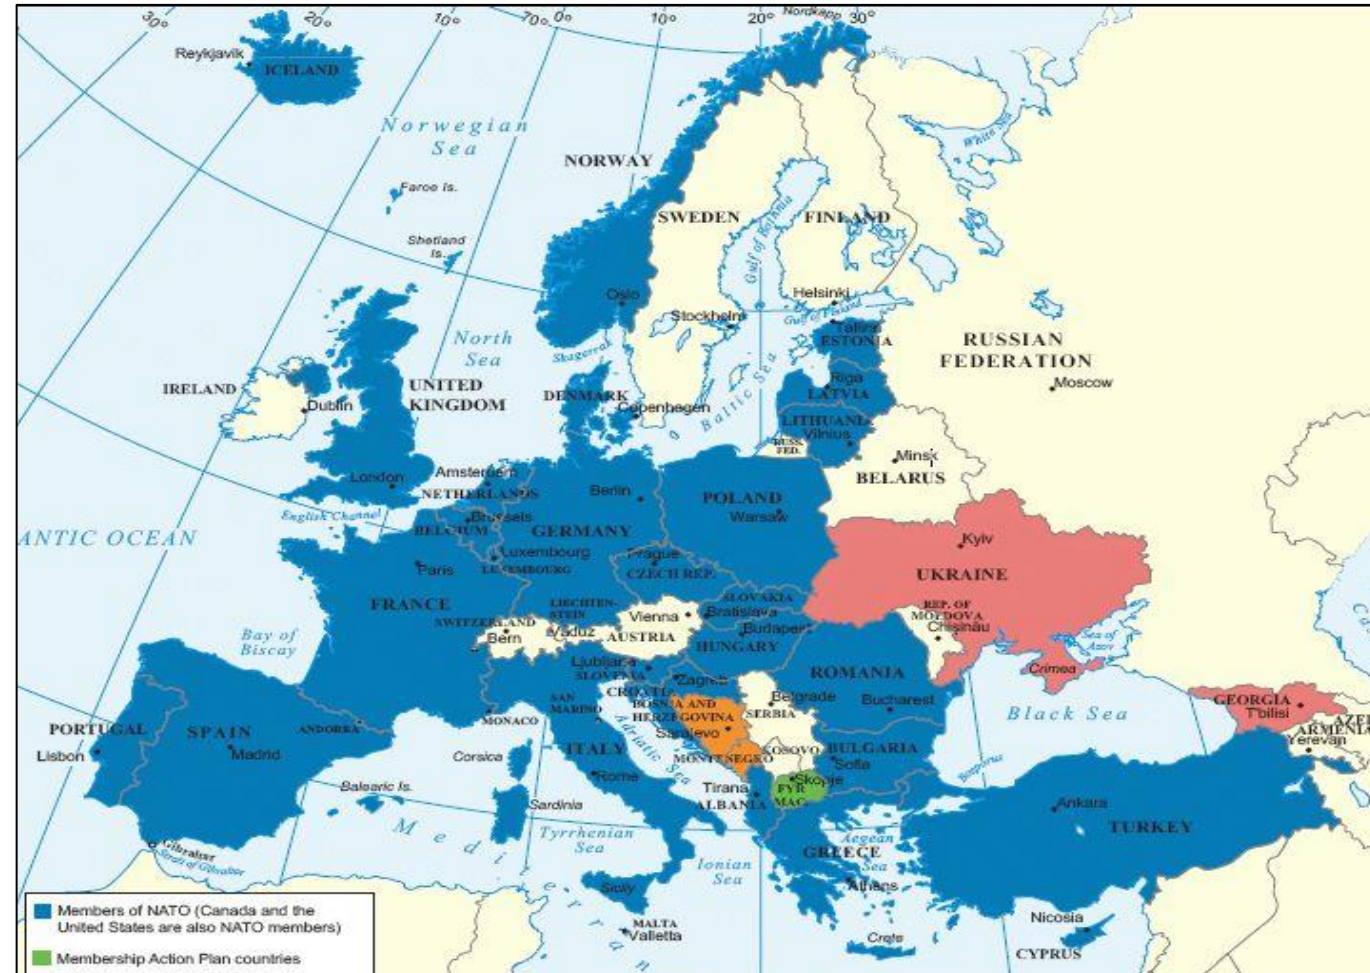 30°
20°
10°
70°
0°
10°
20°
Nordkapp
30°
Reykjavik
ICELAND
Norwegian
Sea
Faroe Is.
NORWAY
White Sea
SWEDEN
FINLAND
Gulf of Bothnia
Shetland
Is.
Oslo
Helsinki
Stockholm
Gulf of Finland
Tallinn
ESTONIA
North
Sea
Skagerrak
RUSSIAN
FEDERATION
Moscow
Baltic Sea
Riga
LATVIA
IRELAND
Dublin
UNITED
KINGDOM
DENMARK
Copenhagen
LITHUANIA
Vilnius
RUSS.
FED.
Minsk
BELARUS
London
Amsterdam
NETHERLANDS
Berlin
POLAND
Warsaw
English Channel
Brussels
BELGIUM
GERMANY
ANTIC OCEAN
Kyiv
UKRAINE
Luxembourg
LUXEMBOURG
Paris
Prague
CZECH REP.
FRANCE
SLOVAKIA
LIECHTEN-
STEIN
Vienna
Bratislava
REP. OF
MOLDOVA
Chisinău
SWITZERLAND
Bern
Vaduz
AUSTRIA
Budapest
HUNGARY
Bay of
Biscay
Ljubljana
SLOVENIA
Zagreb
CROATIA
ROMANIA
Bucharest
Sea of
Azov
Crimea
PORTUGAL
Lisbon
SPAIN
Madrid
ANDORRA
MONACO
SAN
MARINO
BOSNIA AND
HERZEGOVINA
Sarajevo
Belgrade
SERBIA
Black Sea
GEORGIA
T'bilisi
AZE
ARMENIA
Yerevan
Corsica
ITALY
Rome
Adriatic Sea
MONTENEGRO
KOSOVO
BULGARIA
Sofia
Bosporus
Balearic Is.
Sardinia
Tirana
ALBANIA
Skopje
FYR
MAC.
Ankara
TURKEY
Tyrrhenian
Sea
Ionian
Sea
Aegean
Sea
GREECE
Athens
Gibraltar
Strait of Gibraltar
Mediterran
Sicily
MALTA
Valletta
Crete
Nicosia
CYPRUS
Members of NATO (Canada and the
United States are also NATO members)
Membership Action Plan countries